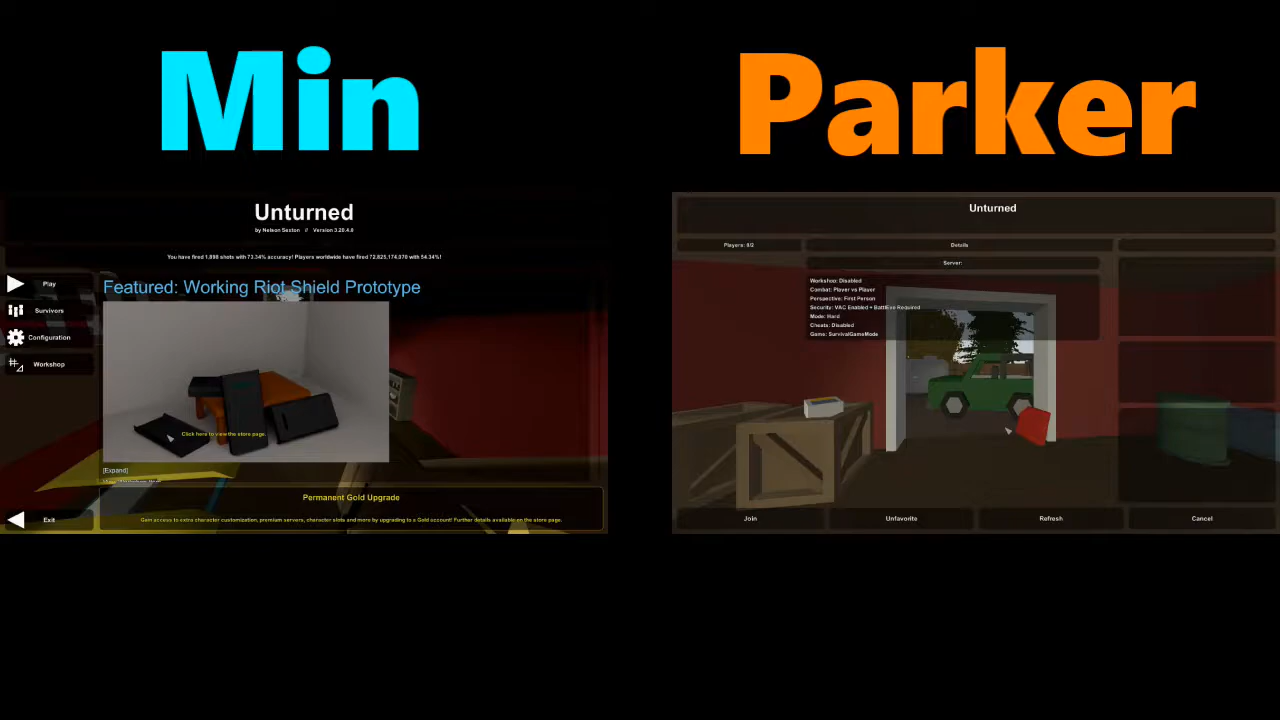 Min
Parker
Unturned
by Nelson Sexton // Version 3.20.4.0
You have fired 1,898 shots with 73.34% accuracy! Players worldwide have fired 72,825,174,870 with 54.34%!
Play
Survivors
Configuration
Workshop
Exit
Featured: Working Riot Shield Prototype
Click here to view the store page.
[Expand]
Permanent Gold Upgrade
Gain access to extra character customization, premium servers, character slots and more by upgrading to a Gold account! Further details available on the store page.
Unturned
Players: 0/2
Details
Server:
Workshop: Disabled
Combat: Player vs Player
Perspective: First Person
Security: VAC Enabled + BattlEye Required
Mode: Hard
Cheats: Disabled
Game: SurvivalGameMode
Join
Unfavorite
Refresh
Cancel